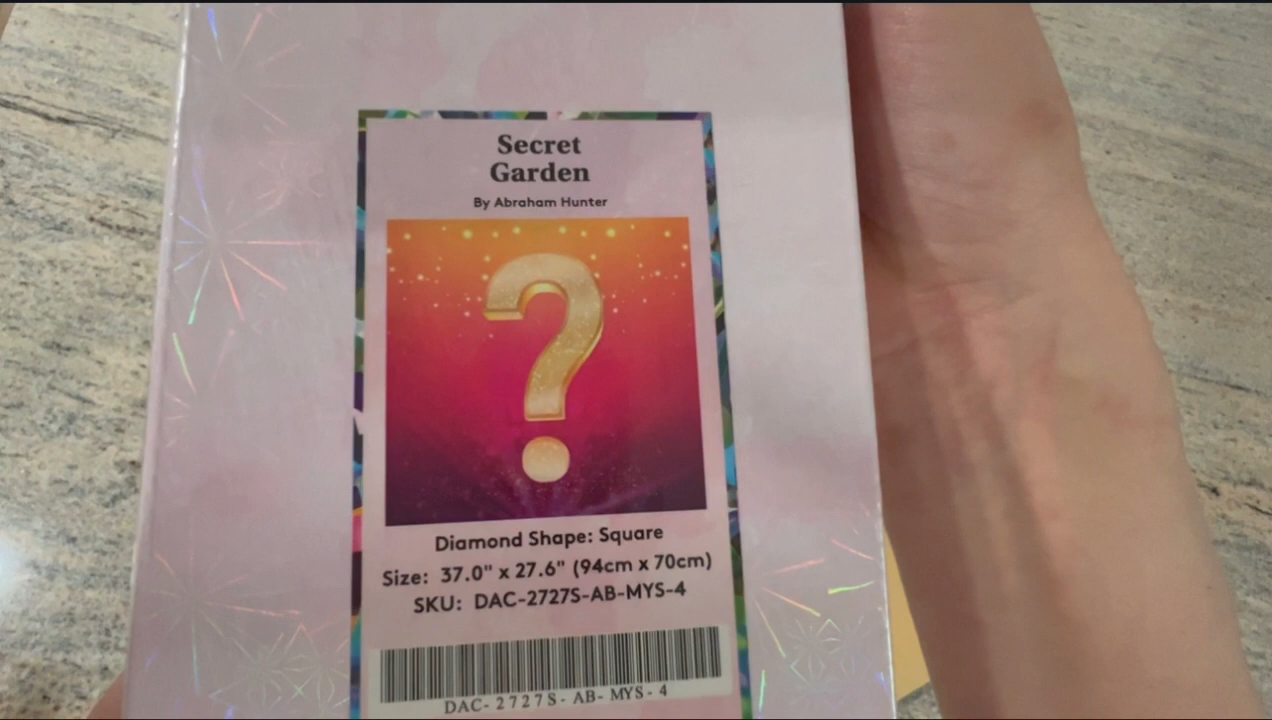 Secret
Garden
By Abraham Hunter
?
Diamond Shape: Square
Size: 37.0" x 27.6" (94cm x 70cm)
SKU: DAC-2727S-AB-MYS-4
DAC- 2727S- AB- MYS- 4